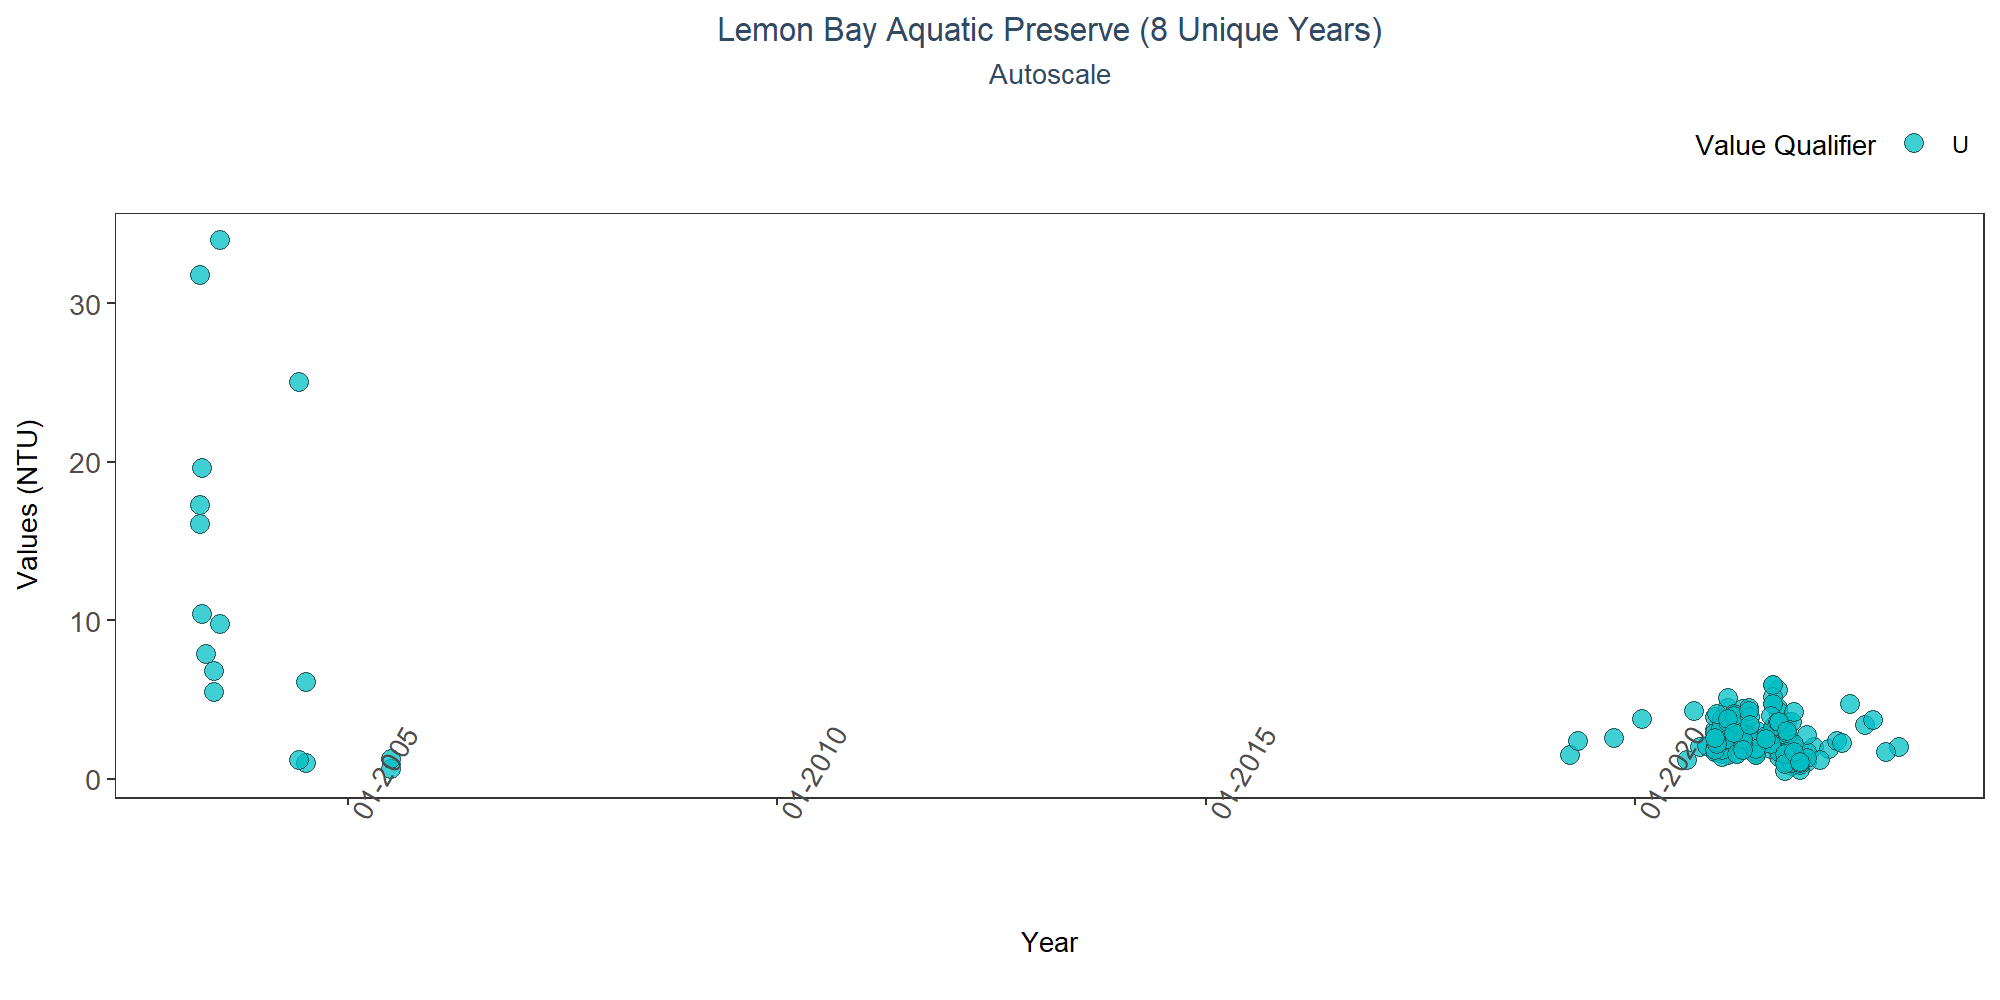 Lemon Bay Aquatic Preserve (8 Unique Years)
Autoscale
Value Qualifier U
Values (NTU)
30
20
10
0
01-2005
01-2010
01-2015
01-2020
Year